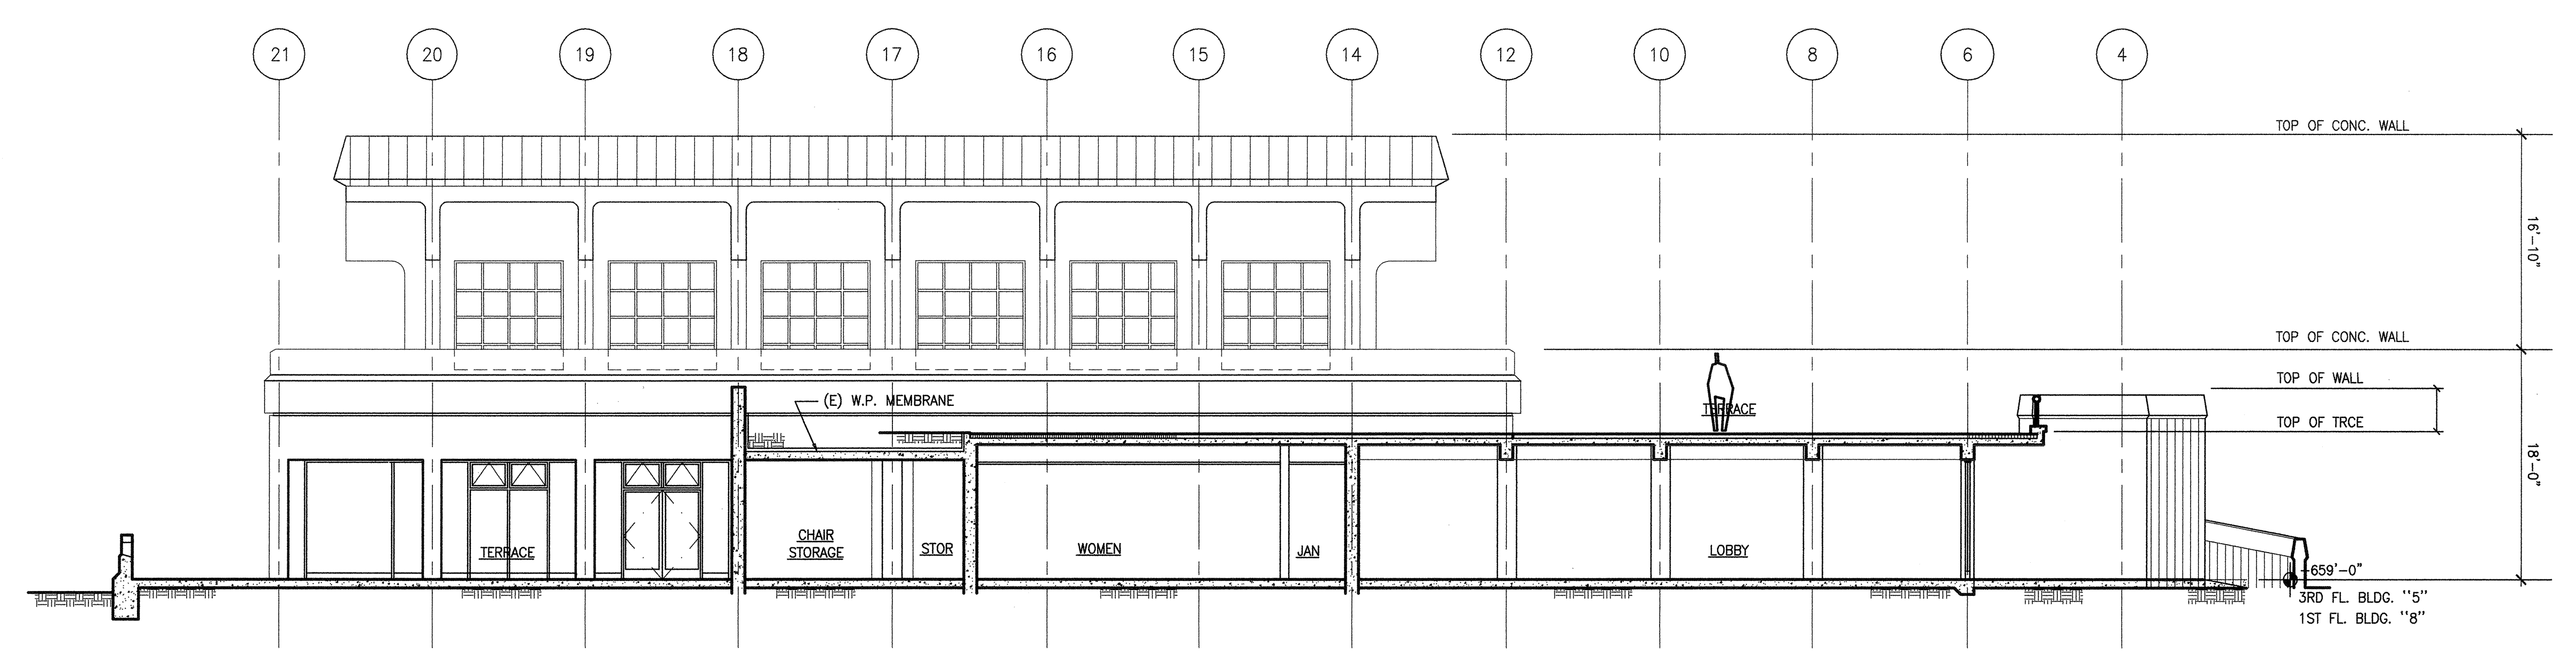 21 20 19 18 17 16 15 14 12 10 8 6 4
TOP OF CONC. WALL
16'-10"
TOP OF CONC. WALL
TOP OF WALL
(E) W.P. MEMBRANE
TERRACE
TOP OF TRCE
18'-0"
CHAIR
STORAGE
STOR
WOMEN
JAN
LOBBY
TERRACE
659'-0"
3RD FL. BLDG. "5"
1ST FL. BLDG. "8"